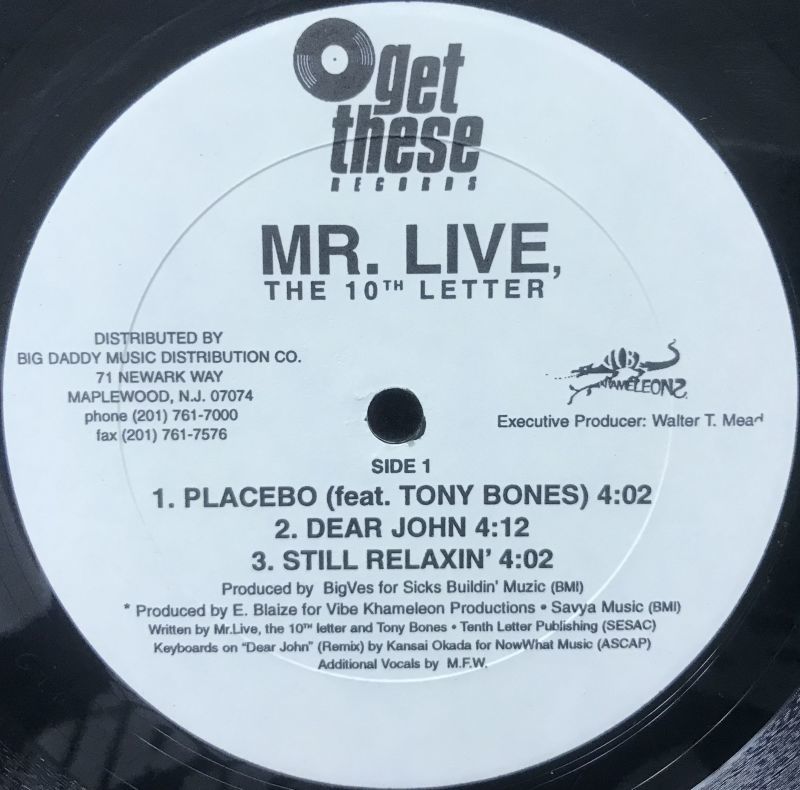 get
these
RECORDS
MR. LIVE,
THE 10TH LETTER
DISTRIBUTED BY
BIG DADDY MUSIC DISTRIBUTION CO.
71 NEWARK WAY
MAPLEWOOD, N.J. 07074
phone (201) 761-7000
fax (201) 761-7576
Executive Producer: Walter T. Mead
SIDE 1
1. PLACEBO (feat. TONY BONES) 4:02
2. DEAR JOHN 4:12
3. STILL RELAXIN' 4:02
Produced by BigVes for Sicks Buildin' Muzic (BMI)
* Produced by E. Blaize for Vibe Khameleon Productions • Savya Music (BMI)
Written by Mr.Live, the 10TH letter and Tony Bones • Tenth Letter Publishing (SESAC)
Keyboards on "Dear John" (Remix) by Kansai Okada for NowWhat Music (ASCAP)
Additional Vocals by M.F.W.